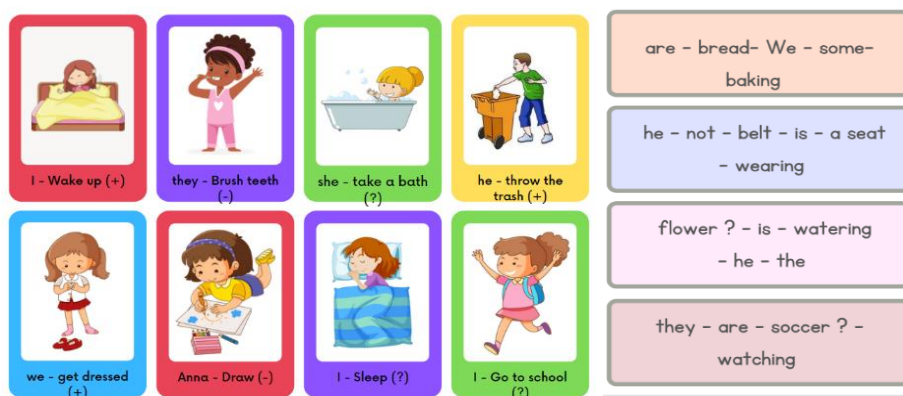 I - Wake up (+)
they - Brush teeth
(-)
she - take a bath
(?)
he - throw the
trash (+)
we - get dressed
(+)
Anna - Draw (-)
I - Sleep (?)
I - Go to school
(?)
are - bread- We - some-
baking
he - not - belt - is - a seat
- wearing
flower ? - is - watering
- he - the
they - are - soccer ? -
watching